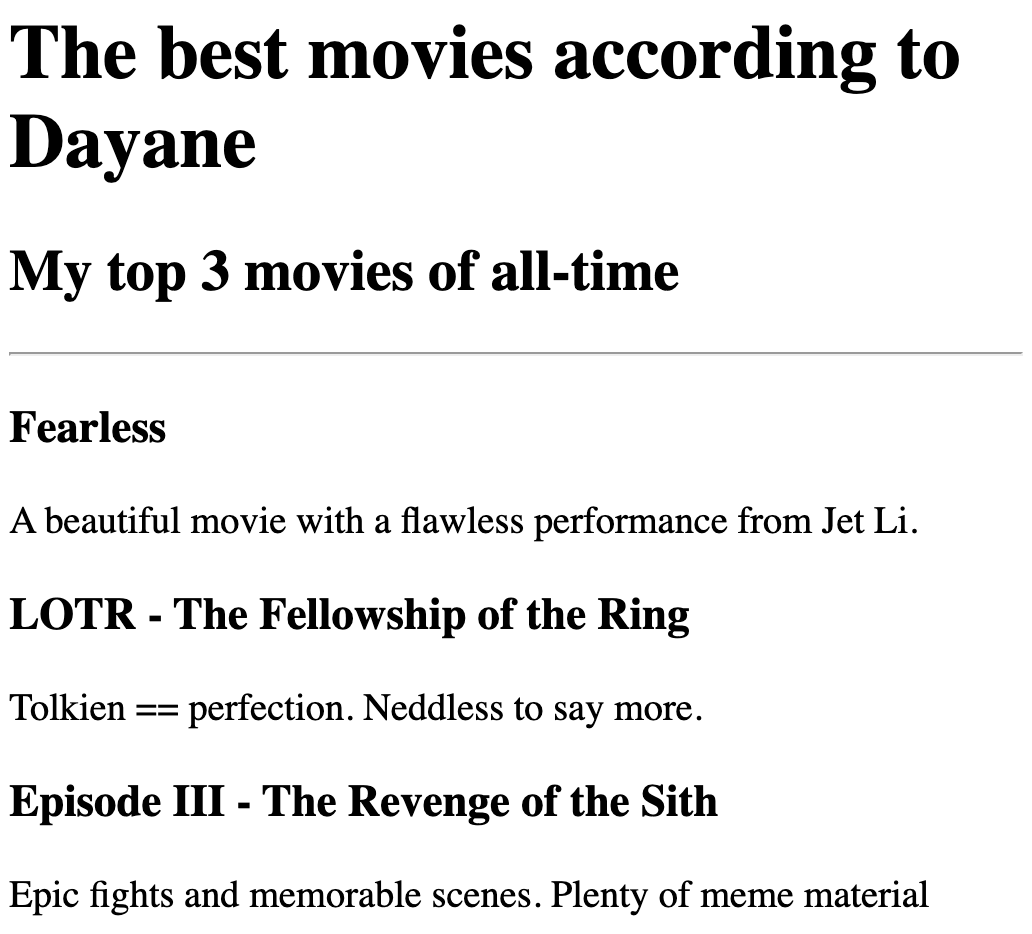 The best movies according to
Dayane
My top 3 movies of all-time
Fearless
A beautiful movie with a flawless performance from Jet Li.
LOTR - The Fellowship of the Ring
Tolkien == perfection. Neddless to say more.
Episode III - The Revenge of the Sith
Epic fights and memorable scenes. Plenty of meme material